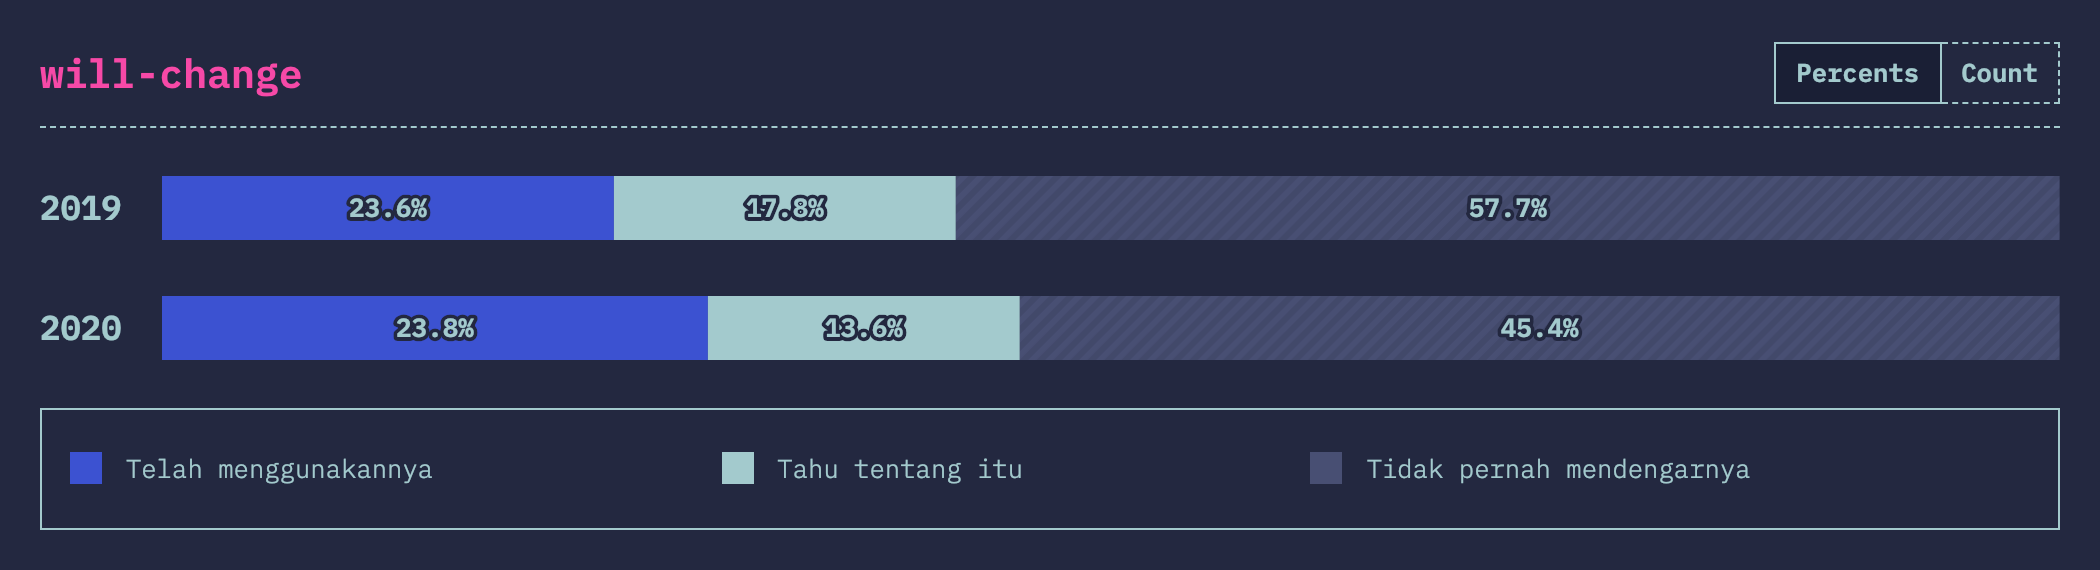 will-change
Percents Count
2019 23.6% 17.8% 57.7%
2020 23.8% 13.6% 45.4%
Telah menggunakannya Tahu tentang itu Tidak pernah mendengarnya